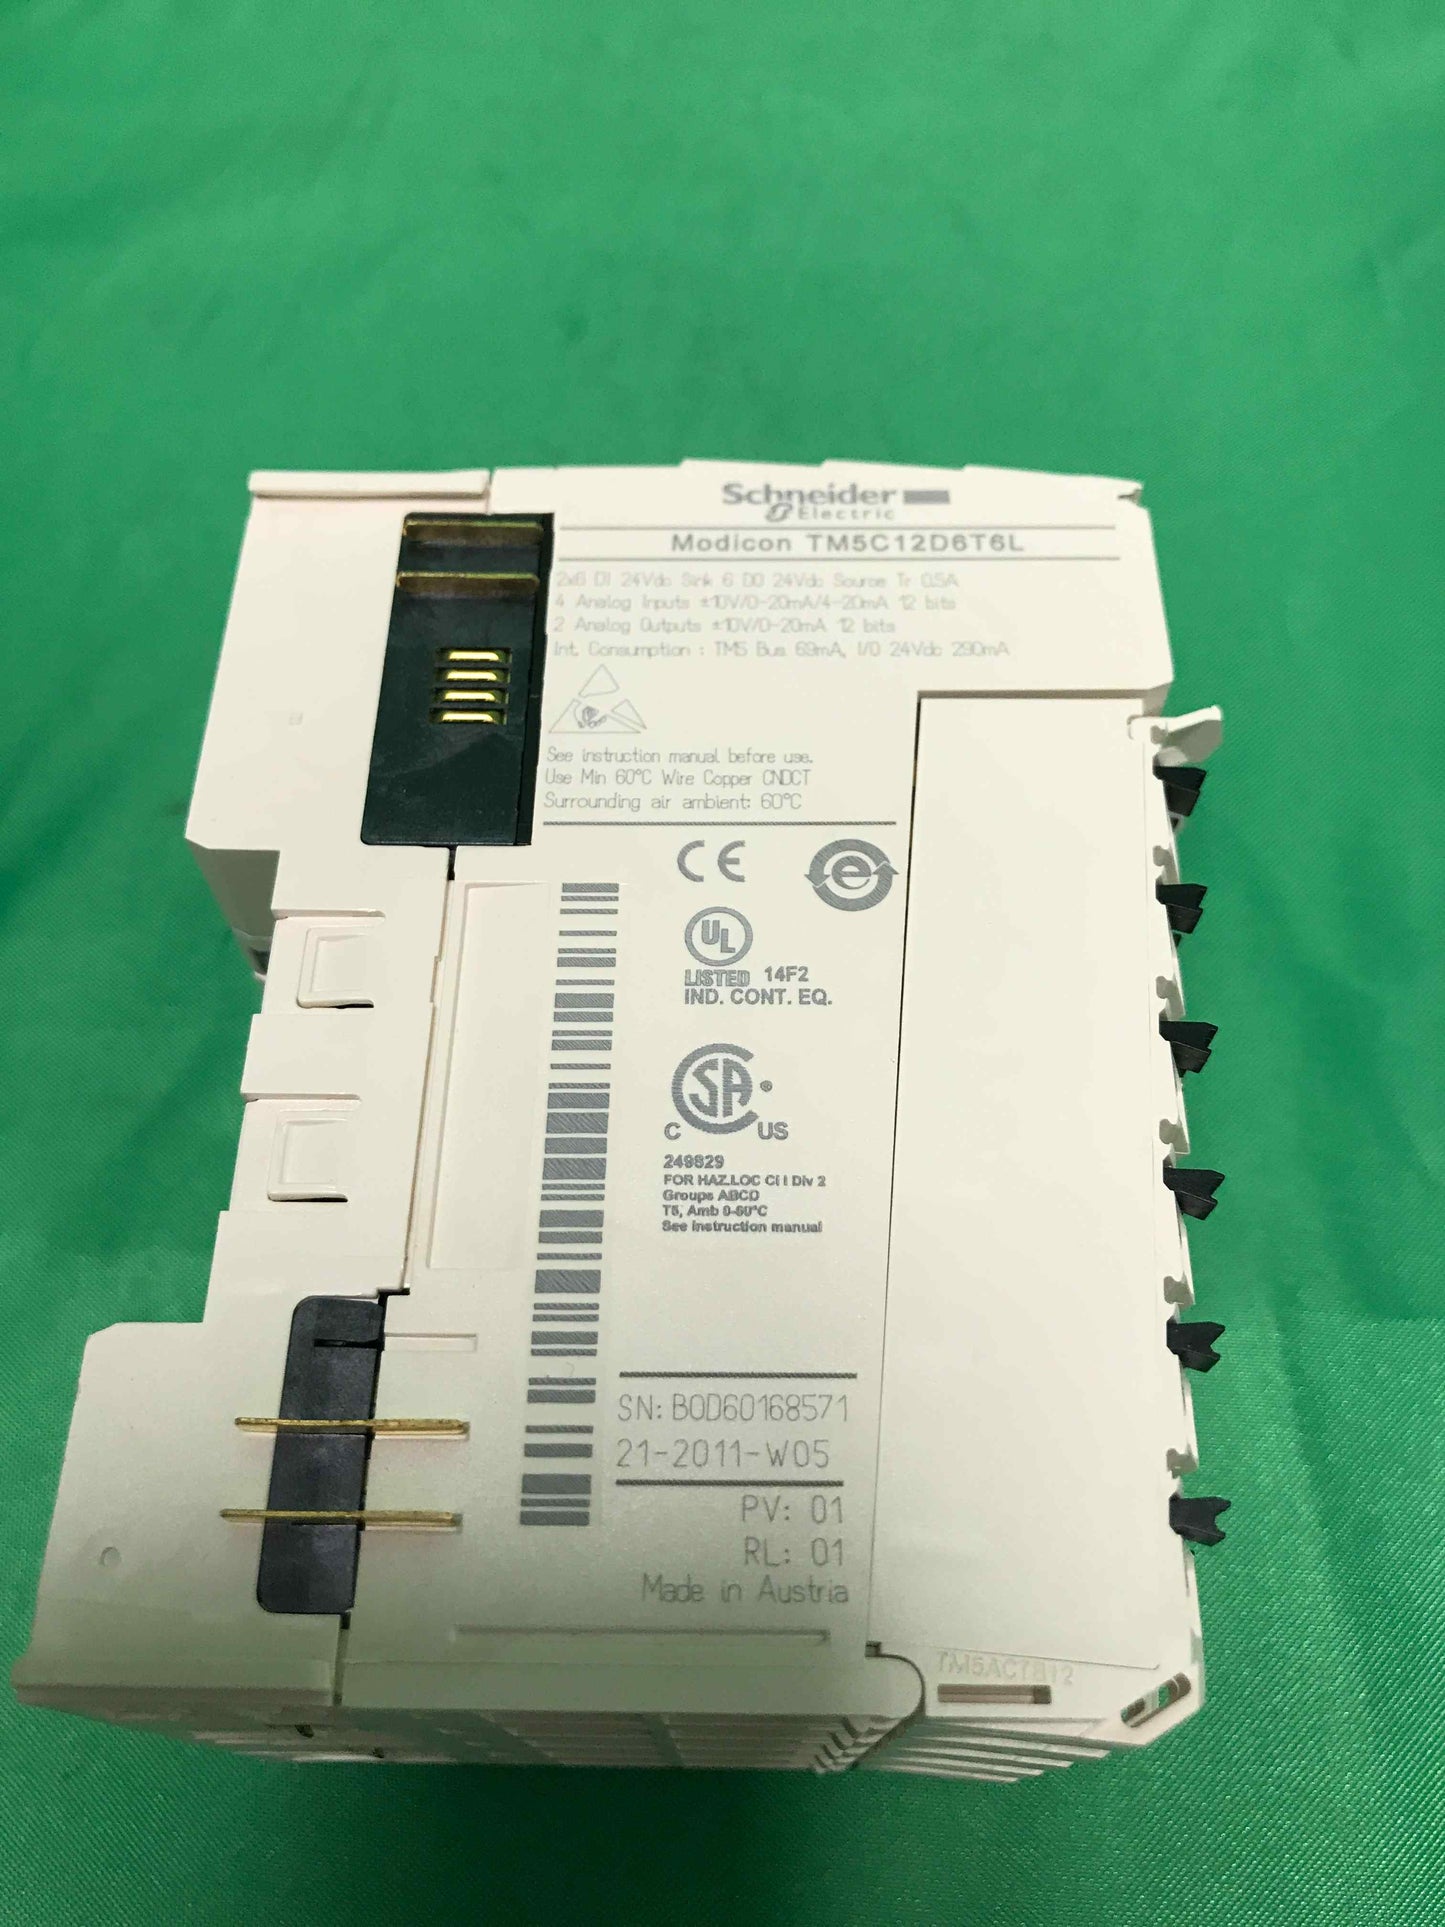 Schneider
Electric
Modicon TM5C12D6T6L
2x6 DI 24Vdc Sink 6 DO 24Vdc Source Tr 0.5A
4 Analog Inputs ±10V/0-20mA/4-20mA 12 bits
2 Analog Outputs ±10V/0-20mA 12 bits
Int. Consumption : TM5 Bus 69mA, I/O 24Vdc 290mA
See instruction manual before use.
Use Min 60°C Wire Copper CNDCT
Surrounding air ambient: 60°C
CE
e
UL
LISTED 14F2
IND. CONT. EQ.
C SA US
249829
FOR HAZ.LOC Cl I Div 2
Groups ABCD
T5, Amb 0-60°C
See instruction manual
SN: B0D60168571
21-2011-W05
PV: 01
RL: 01
Made in Austria
TM5ACTB12